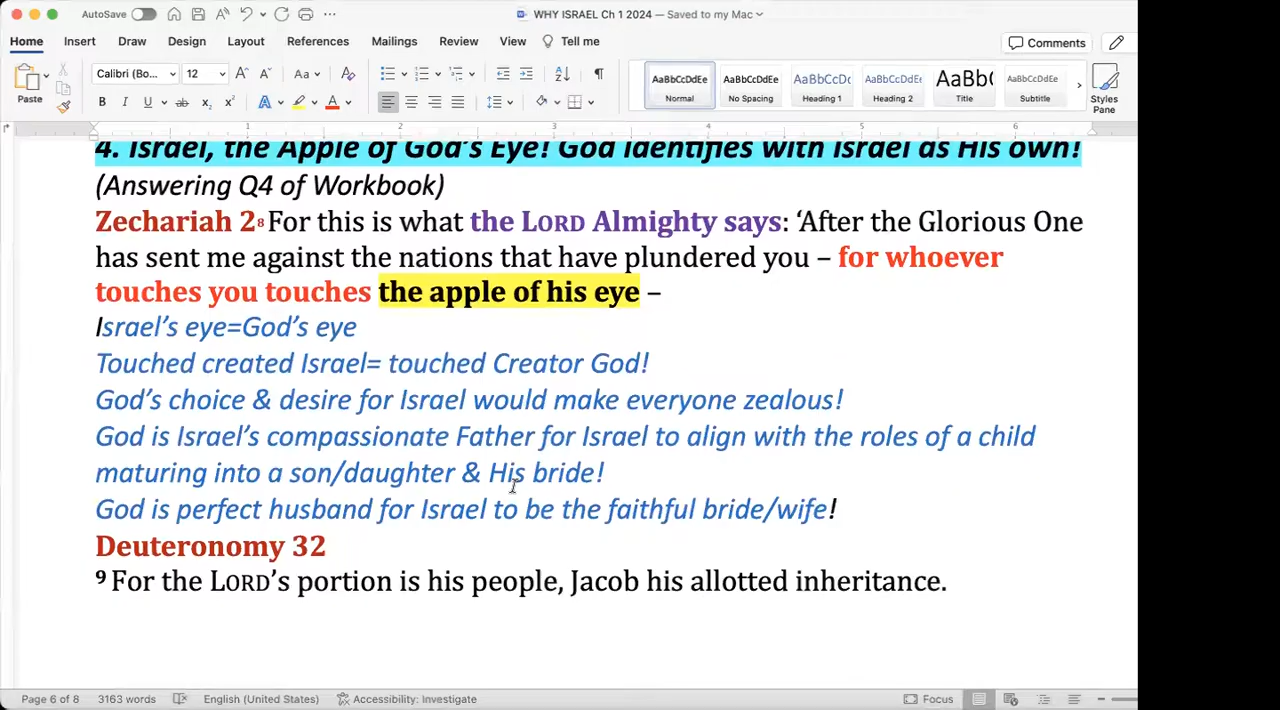 AutoSave
WHY ISRAEL Ch 1 2024 — Saved to my Mac
Home Insert Draw Design Layout References Mailings Review View Tell me Comments
Paste
Calibri (Bo... 12
AaBbCcDdEe AaBbCcDdEe AaBbCcDc AaBbCcDdEe AaBb( AaBbCcDdEe
Normal No Spacing Heading 1 Heading 2 Title Subtitle
Styles Pane
1 2 3 4 5 6
4. Israel, the Apple of God's Eye! God identifies with Israel as His own!
(Answering Q4 of Workbook)
Zechariah 2 8 For this is what the LORD Almighty says: ‘After the Glorious One
has sent me against the nations that have plundered you – for whoever
touches you touches the apple of his eye –
Israel’s eye=God’s eye
Touched created Israel= touched Creator God!
God’s choice & desire for Israel would make everyone zealous!
God is Israel’s compassionate Father for Israel to align with the roles of a child
maturing into a son/daughter & His bride!
God is perfect husband for Israel to be the faithful bride/wife!
Deuteronomy 32
9 For the LORD’s portion is his people, Jacob his allotted inheritance.
Page 6 of 8 3163 words English (United States) Accessibility: Investigate Focus